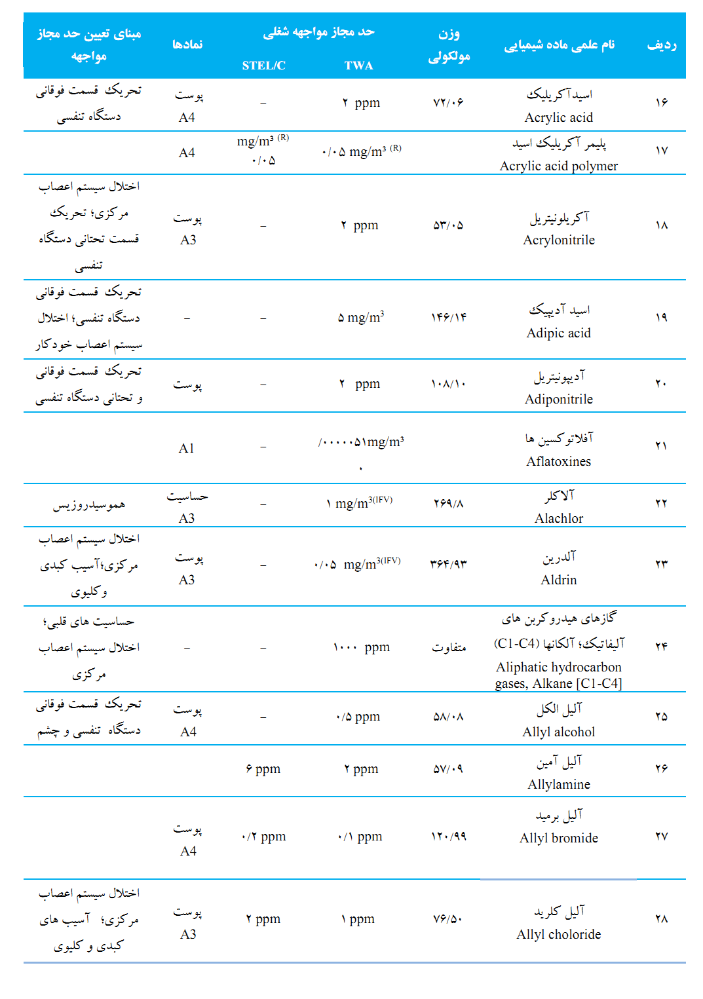 ردیف
نام علمی ماده شیمیایی
وزن
مولکولی
حد مجاز مواجهه شغلی
TWA
STEL/C
نمادها
مبنای تعیین حد مجاز
مواجهه
۱۶
اسیدآکریلیک
Acrylic acid
۷۲/۰۶
۲ ppm
–
پوست
A4
تحریک قسمت فوقانی
دستگاه تنفسی
۱۷
پلیمر آکریلیک اسید
Acrylic acid polymer
۰/۰۵ mg/m³ (R)
mg/m³ (R)
۰/۰۵
A4
۱۸
آکریلونیتریل
Acrylonitrile
۵۳/۰۵
۲ ppm
–
پوست
A3
اختلال سیستم اعصاب
مرکزی؛ تحریک
قسمت تحتانی دستگاه
تنفسی
۱۹
اسید آدیپیک
Adipic acid
۱۴۶/۱۴
۵ mg/m³
–
–
تحریک قسمت فوقانی
دستگاه تنفسی؛ اختلال
سیستم اعصاب خودکار
۲۰
آدیپونیتریل
Adiponitrile
۱۰۸/۱۰
۲ ppm
–
پوست
تحریک قسمت فوقانی
و تحتانی دستگاه تنفسی
۲۱
آفلاتوکسین ها
Aflatoxines
/۰۰۰۰۰۵۱mg/m³
۰
–
A1
۲۲
آلاکلر
Alachlor
۲۶۹/۸
۱ mg/m³(IFV)
–
حساسیت
A3
هموسیدروزیس
۲۳
آلدرین
Aldrin
۳۶۴/۹۳
۰/۰۵ mg/m³(IFV)
–
پوست
A3
اختلال سیستم اعصاب
مرکزی؛آسیب کبدی
وکلیوی
۲۴
گازهای هیدروکربن های
آلیفاتیک؛ آلکانها (C1-C4)
Aliphatic hydrocarbon
gases, Alkane [C1-C4]
متفاوت
۱۰۰۰ ppm
–
–
حساسیت های قلبی؛
اختلال سیستم اعصاب
مرکزی
۲۵
آلیل الکل
Allyl alcohol
۵۸/۰۸
۰/۵ ppm
–
پوست
A4
تحریک قسمت فوقانی
دستگاه تنفسی و چشم
۲۶
آلیل آمین
Allylamine
۵۷/۰۹
۲ ppm
۶ ppm
۲۷
آلیل برمید
Allyl bromide
۱۲۰/۹۹
۰/۱ ppm
۰/۲ ppm
پوست
A4
۲۸
آلیل کلرید
Allyl choloride
۷۶/۵۰
۱ ppm
۲ ppm
پوست
A3
اختلال سیستم اعصاب
مرکزی؛ آسیب های
کبدی و کلیوی